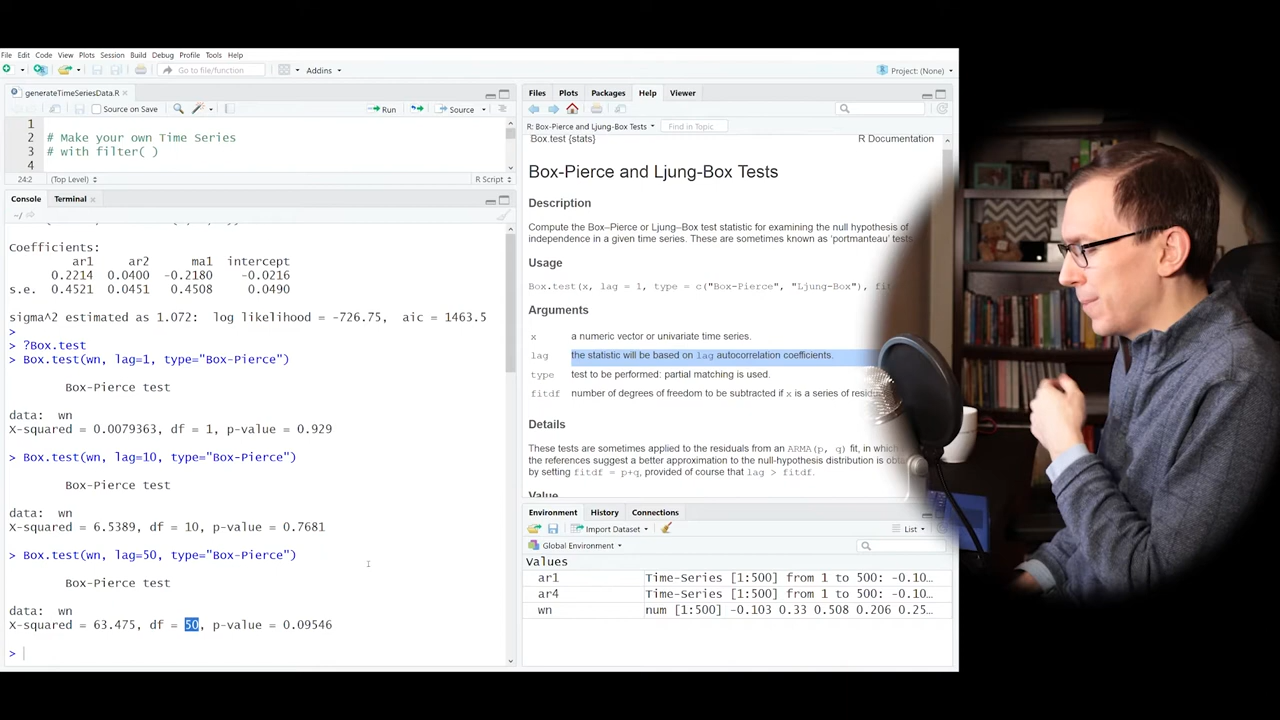 File Edit Code View Plots Session Build Debug Profile Tools Help
Go to file/function
Addins
Project: (None)
generateTimeSeriesData.R
Source on Save
Run
Source
1
2 # Make your own Time Series
3 # with filter( )
4
24:2
(Top Level)
R Script
Console Terminal
~/
Coefficients:
ar1 ar2 ma1 intercept
0.2214 0.0400 -0.2180 -0.0216
s.e. 0.4521 0.0451 0.4508 0.0490
sigma^2 estimated as 1.072: log likelihood = -726.75, aic = 1463.5
>
> ?Box.test
> Box.test(wn, lag=1, type="Box-Pierce")
Box-Pierce test
data: wn
X-squared = 0.0079363, df = 1, p-value = 0.929
> Box.test(wn, lag=10, type="Box-Pierce")
Box-Pierce test
data: wn
X-squared = 6.5389, df = 10, p-value = 0.7681
> Box.test(wn, lag=50, type="Box-Pierce")
Box-Pierce test
data: wn
X-squared = 63.475, df = 50, p-value = 0.09546
>
Files Plots Packages Help Viewer
R: Box-Pierce and Ljung-Box Tests
Find in Topic
Box.test {stats}
R Documentation
Box-Pierce and Ljung-Box Tests
Description
Compute the Box–Pierce or Ljung–Box test statistic for examining the null hypothesis of
independence in a given time series. These are sometimes known as ‘portmanteau’ tests
Usage
Box.test(x, lag = 1, type = c("Box-Pierce", "Ljung-Box"), fit
Arguments
x a numeric vector or univariate time series.
lag the statistic will be based on lag autocorrelation coefficients.
type test to be performed: partial matching is used.
fitdf number of degrees of freedom to be subtracted if x is a series of
Details
These tests are sometimes applied to the residuals from an ARMA(p, q) fit, in which
the references suggest a better approximation to the null-hypothesis distribution is
by setting fitdf = p+q, provided of course that lag > fitdf.
Value
Environment History Connections
Import Dataset
List
Global Environment
Values
ar1 Time-Series [1:500] from 1 to 500: -0.10…
ar4 Time-Series [1:500] from 1 to 500: -0.10…
wn num [1:500] -0.103 0.33 0.508 0.206 0.25…